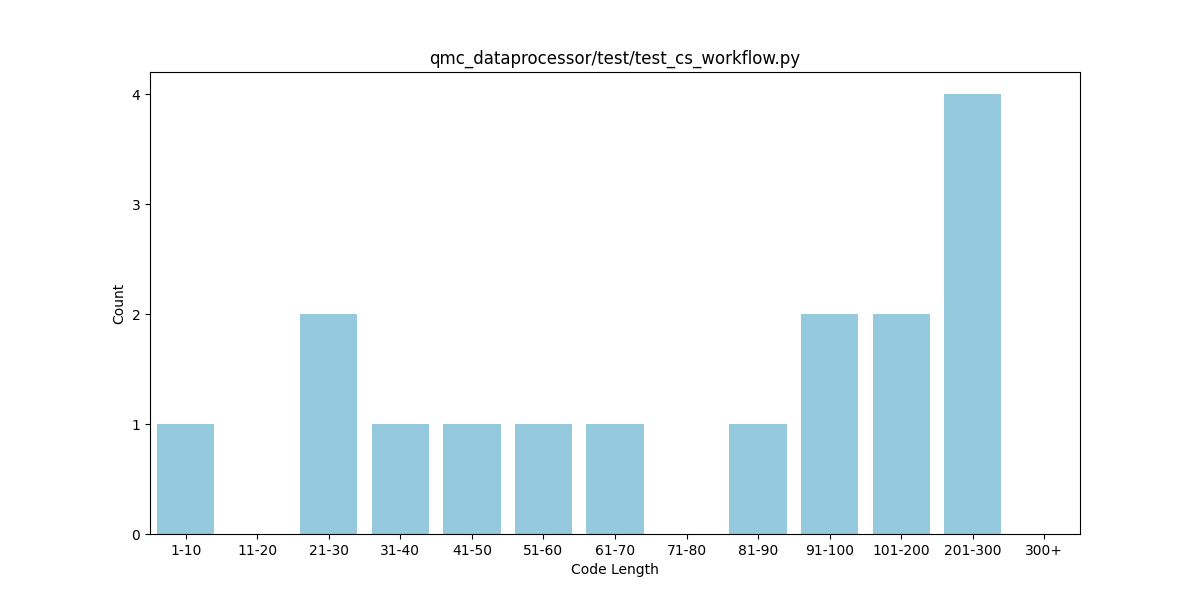 qmc_dataprocessor/test/test_cs_workflow.py
4
3
2
1
0
Count
1-10 11-20 21-30 31-40 41-50 51-60 61-70 71-80 81-90 91-100 101-200 201-300 300+
Code Length